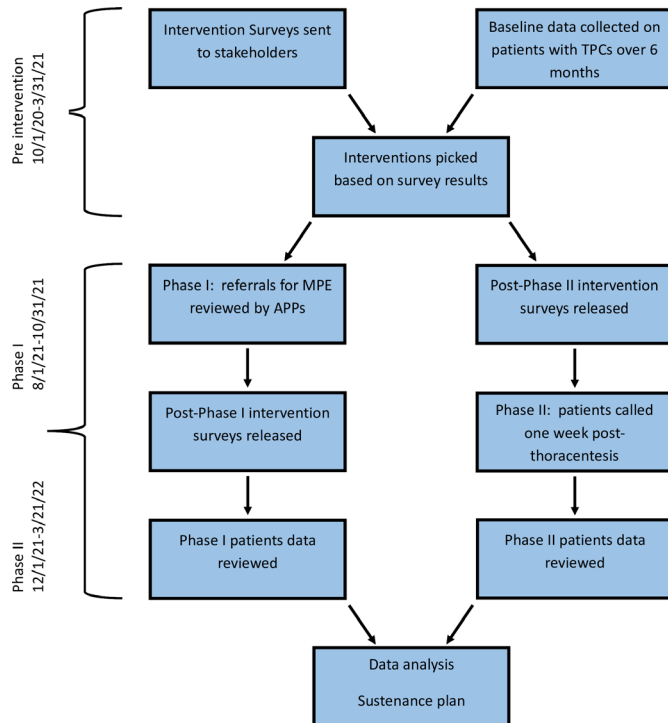 Pre intervention
10/1/20-3/31/21
Intervention Surveys sent
to stakeholders
Baseline data collected on
patients with TPCs over 6
months
Interventions picked
based on survey results
Phase I
8/1/21-10/31/21
Phase I:  referrals for MPE
reviewed by APPs
Post-Phase II intervention
surveys released
Post-Phase I intervention
surveys released
Phase II:  patients called
one week post-
thoracentesis
Phase II
12/1/21-3/21/22
Phase I patients data
reviewed
Phase II patients data
reviewed
Data analysis
Sustenance plan